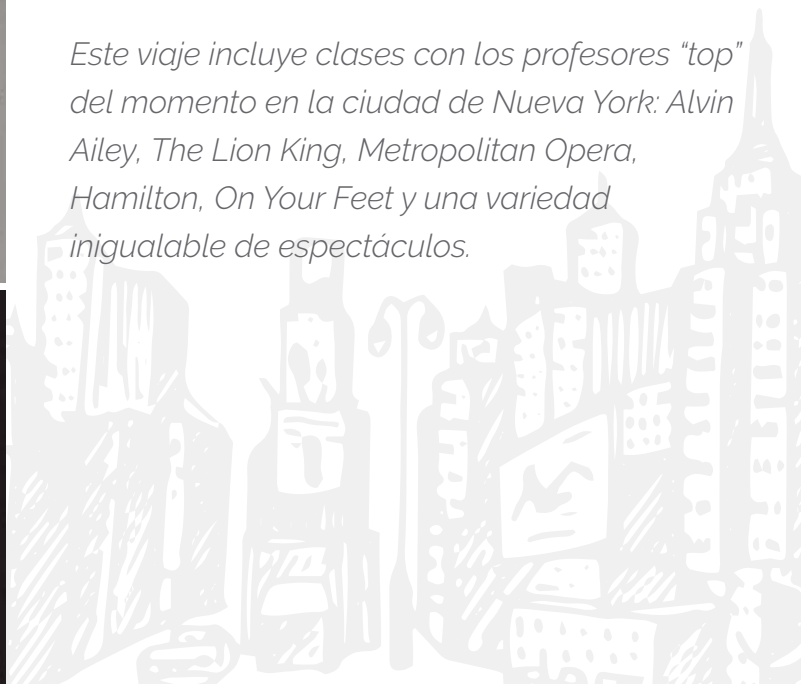 Este viaje incluye clases con los profesores “top”
del momento en la ciudad de Nueva York: Alvin
Ailey, The Lion King, Metropolitan Opera,
Hamilton, On Your Feet y una variedad
inigualable de espectáculos.